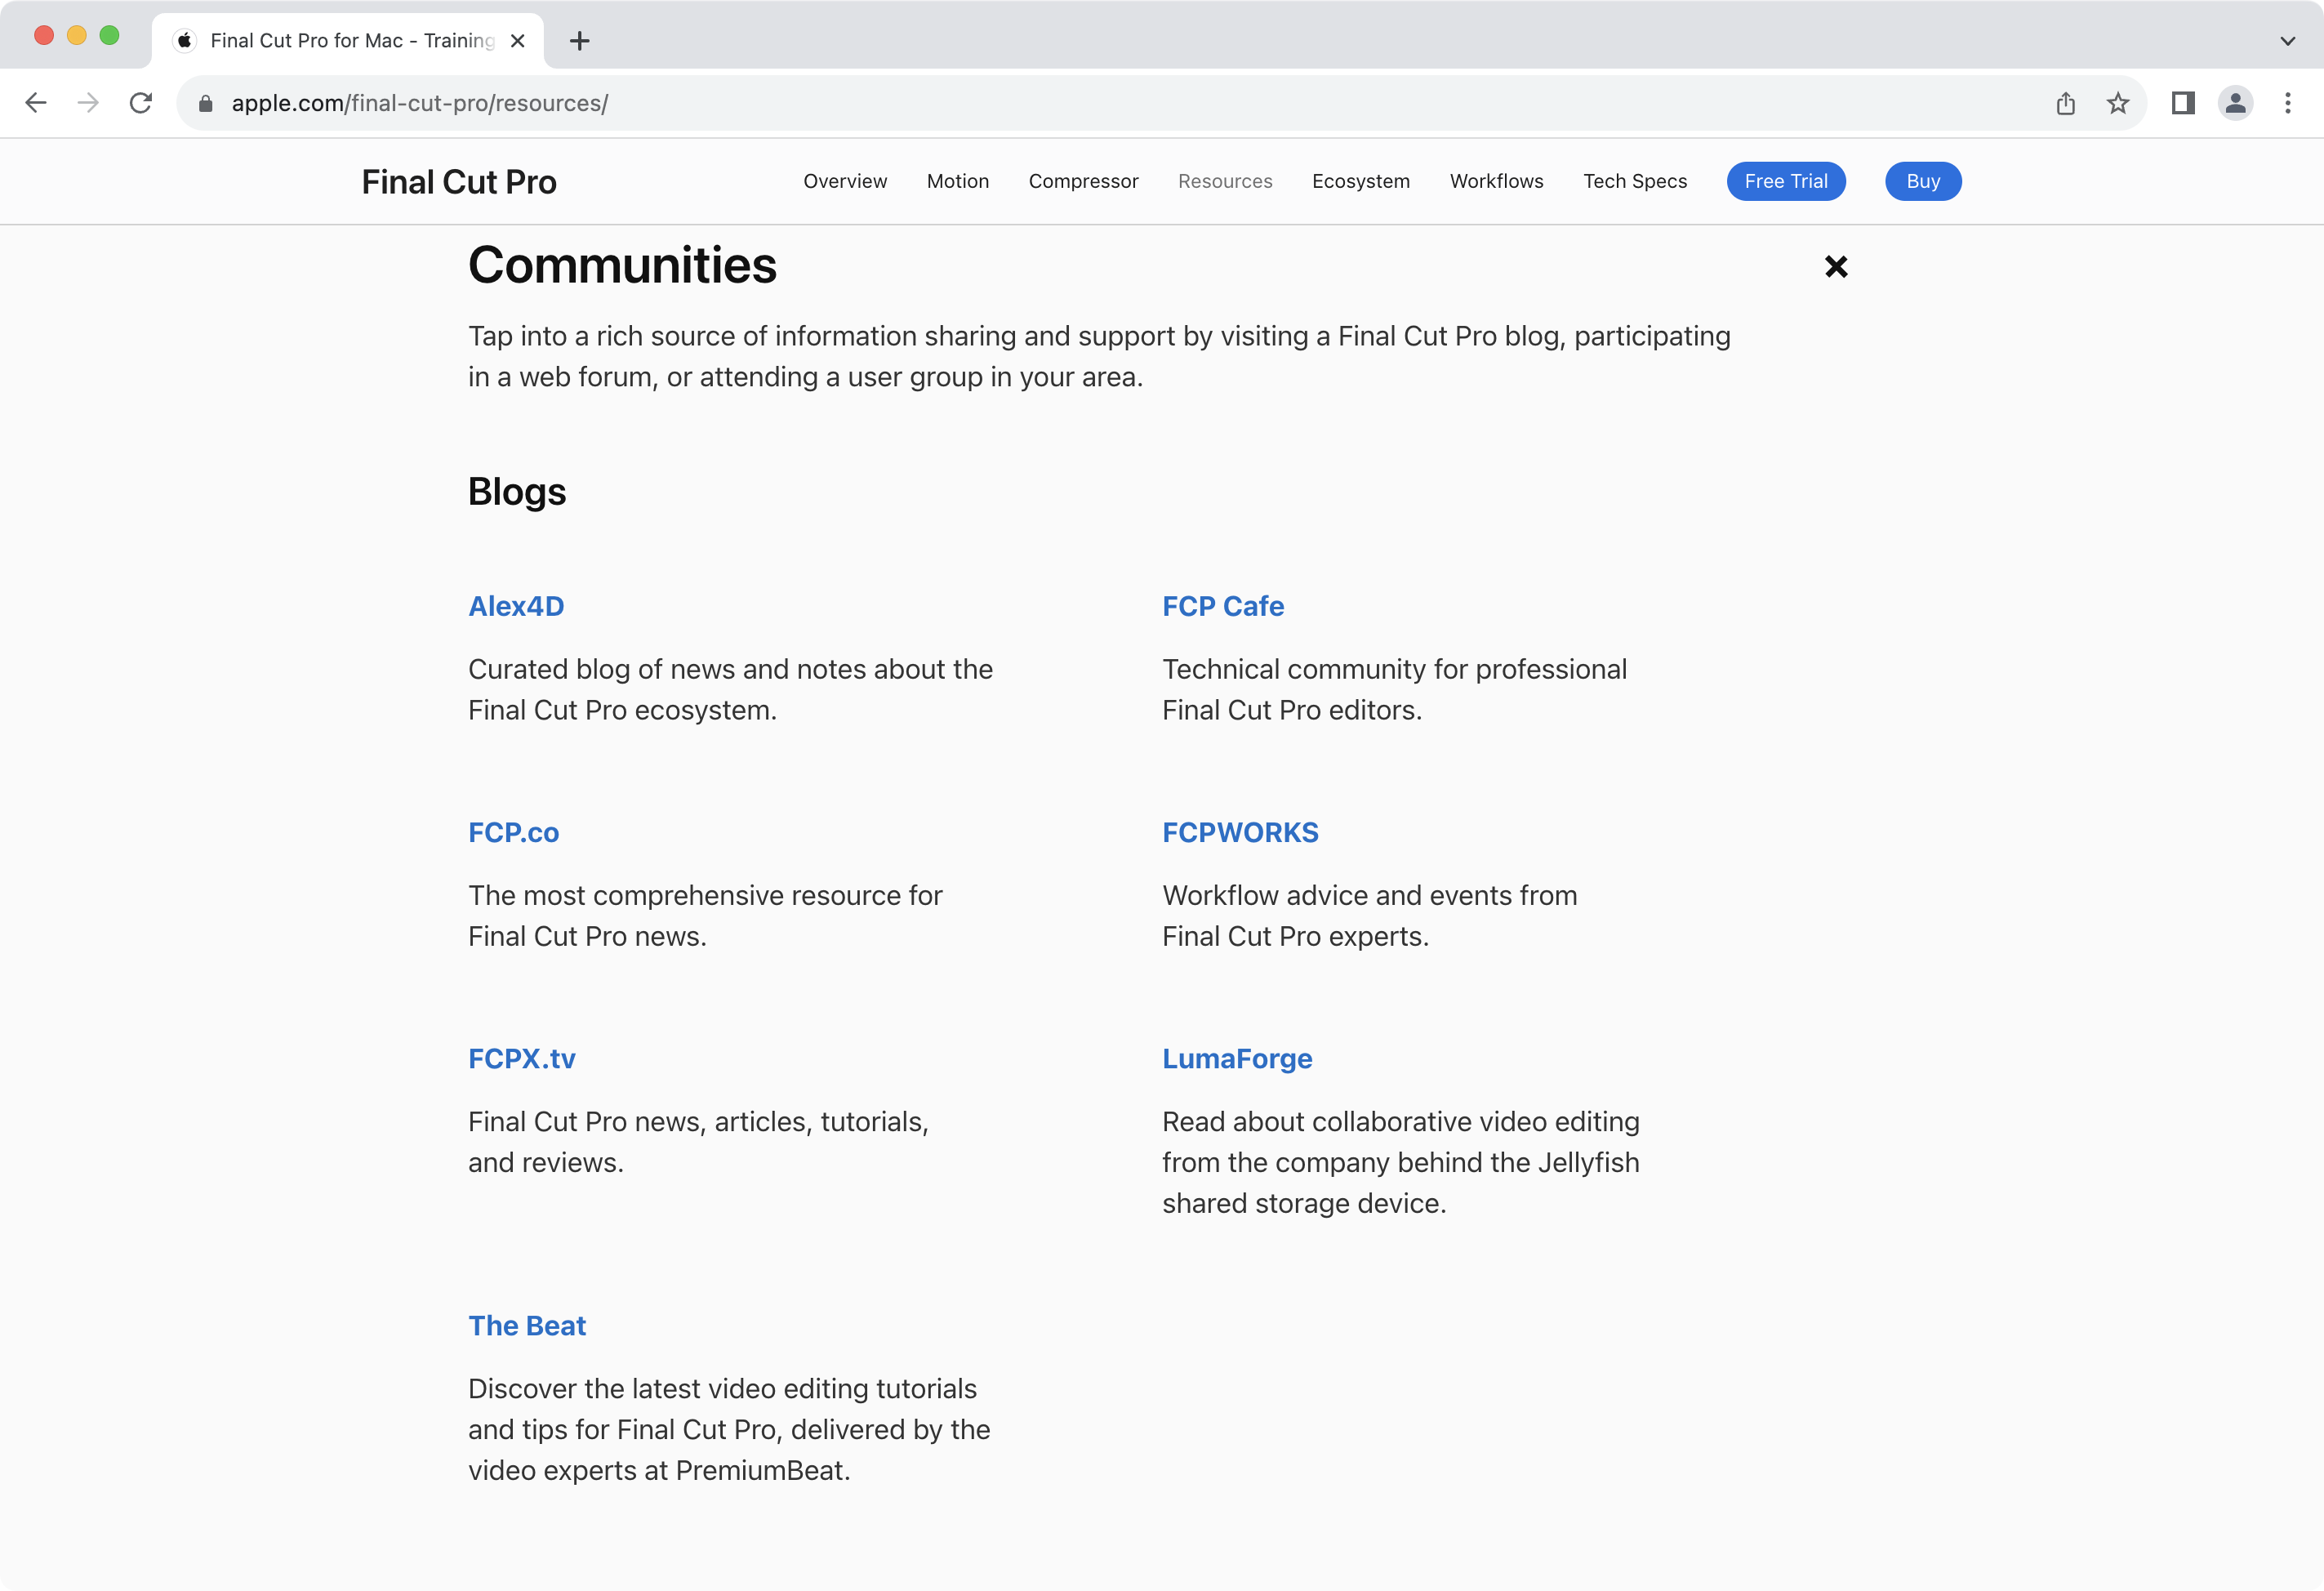 Final Cut Pro for Mac - Training
apple.com/final-cut-pro/resources/
Final Cut Pro
Overview
Motion
Compressor
Resources
Ecosystem
Workflows
Tech Specs
Free Trial
Buy
Communities
Tap into a rich source of information sharing and support by visiting a Final Cut Pro blog, participating
in a web forum, or attending a user group in your area.
Blogs
Alex4D
Curated blog of news and notes about the
Final Cut Pro ecosystem.
FCP Cafe
Technical community for professional
Final Cut Pro editors.
FCP.co
The most comprehensive resource for
Final Cut Pro news.
FCPWORKS
Workflow advice and events from
Final Cut Pro experts.
FCPX.tv
Final Cut Pro news, articles, tutorials,
and reviews.
LumaForge
Read about collaborative video editing
from the company behind the Jellyfish
shared storage device.
The Beat
Discover the latest video editing tutorials
and tips for Final Cut Pro, delivered by the
video experts at PremiumBeat.